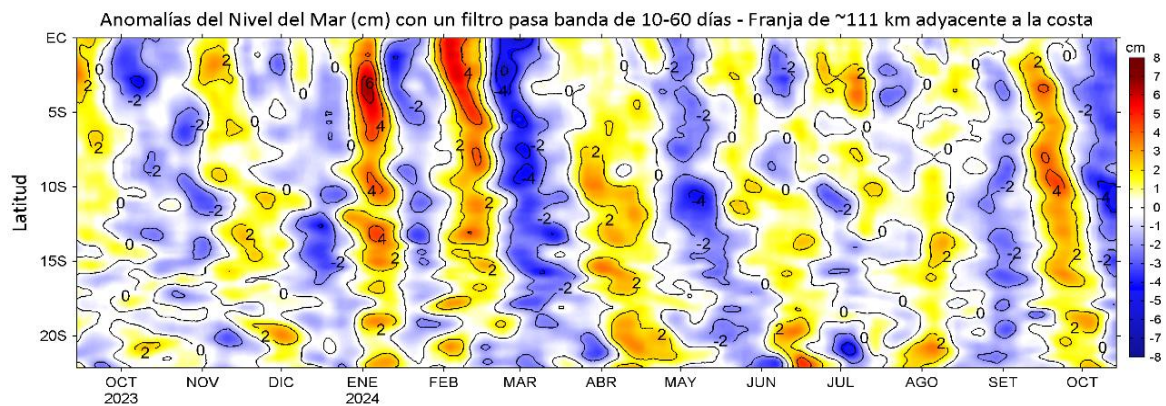 Anomalías del Nivel del Mar (cm) con un filtro pasa banda de 10-60 días - Franja de ~111 km adyacente a la costa
cm
EC
5S
10S
15S
20S
Latitud
8
7
6
5
4
3
2
1
0
-1
-2
-3
-4
-5
-6
-7
-8
OCT NOV DIC ENE FEB MAR ABR MAY JUN JUL AGO SET OCT
2023 2024